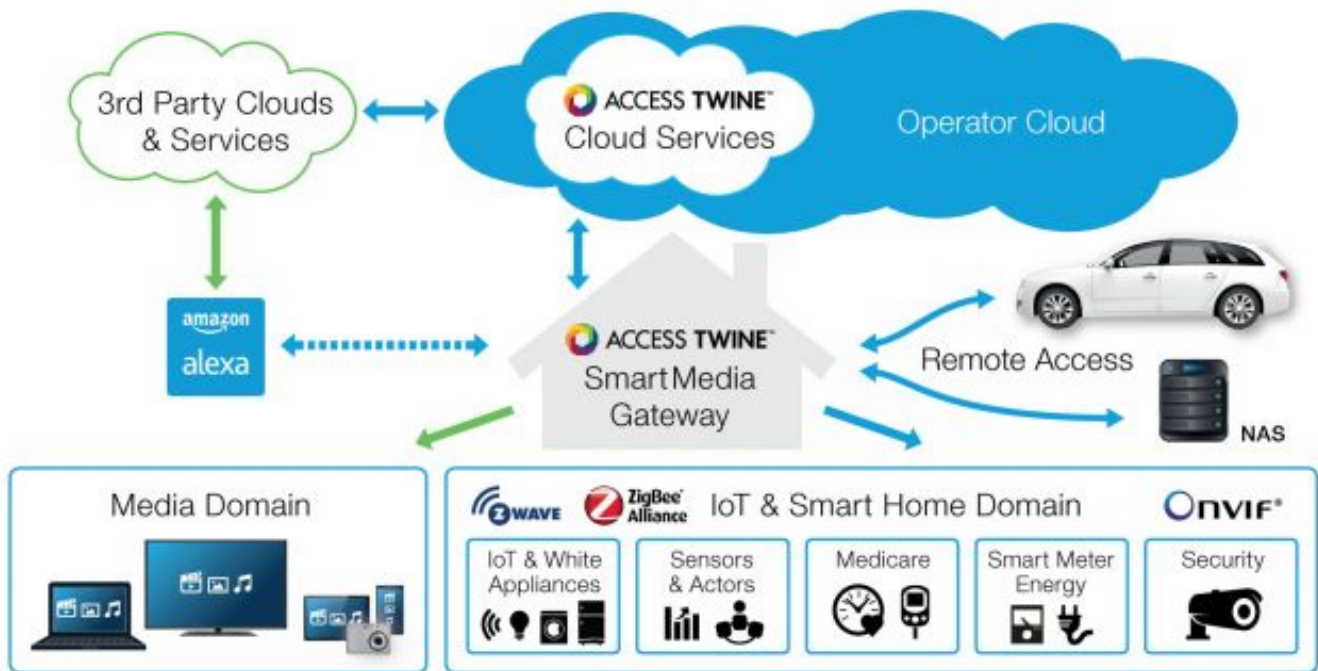 3rd Party Clouds
& Services
ACCESS TWINE™
Cloud Services
Operator Cloud
amazon
alexa
ACCESS TWINE™
Smart Media
Gateway
Remote Access
NAS
Media Domain
Z WAVE
ZigBee®
Alliance
IoT & Smart Home Domain
ONVIF®
IoT & White
Appliances
Sensors
& Actors
Medicare
Smart Meter
Energy
Security